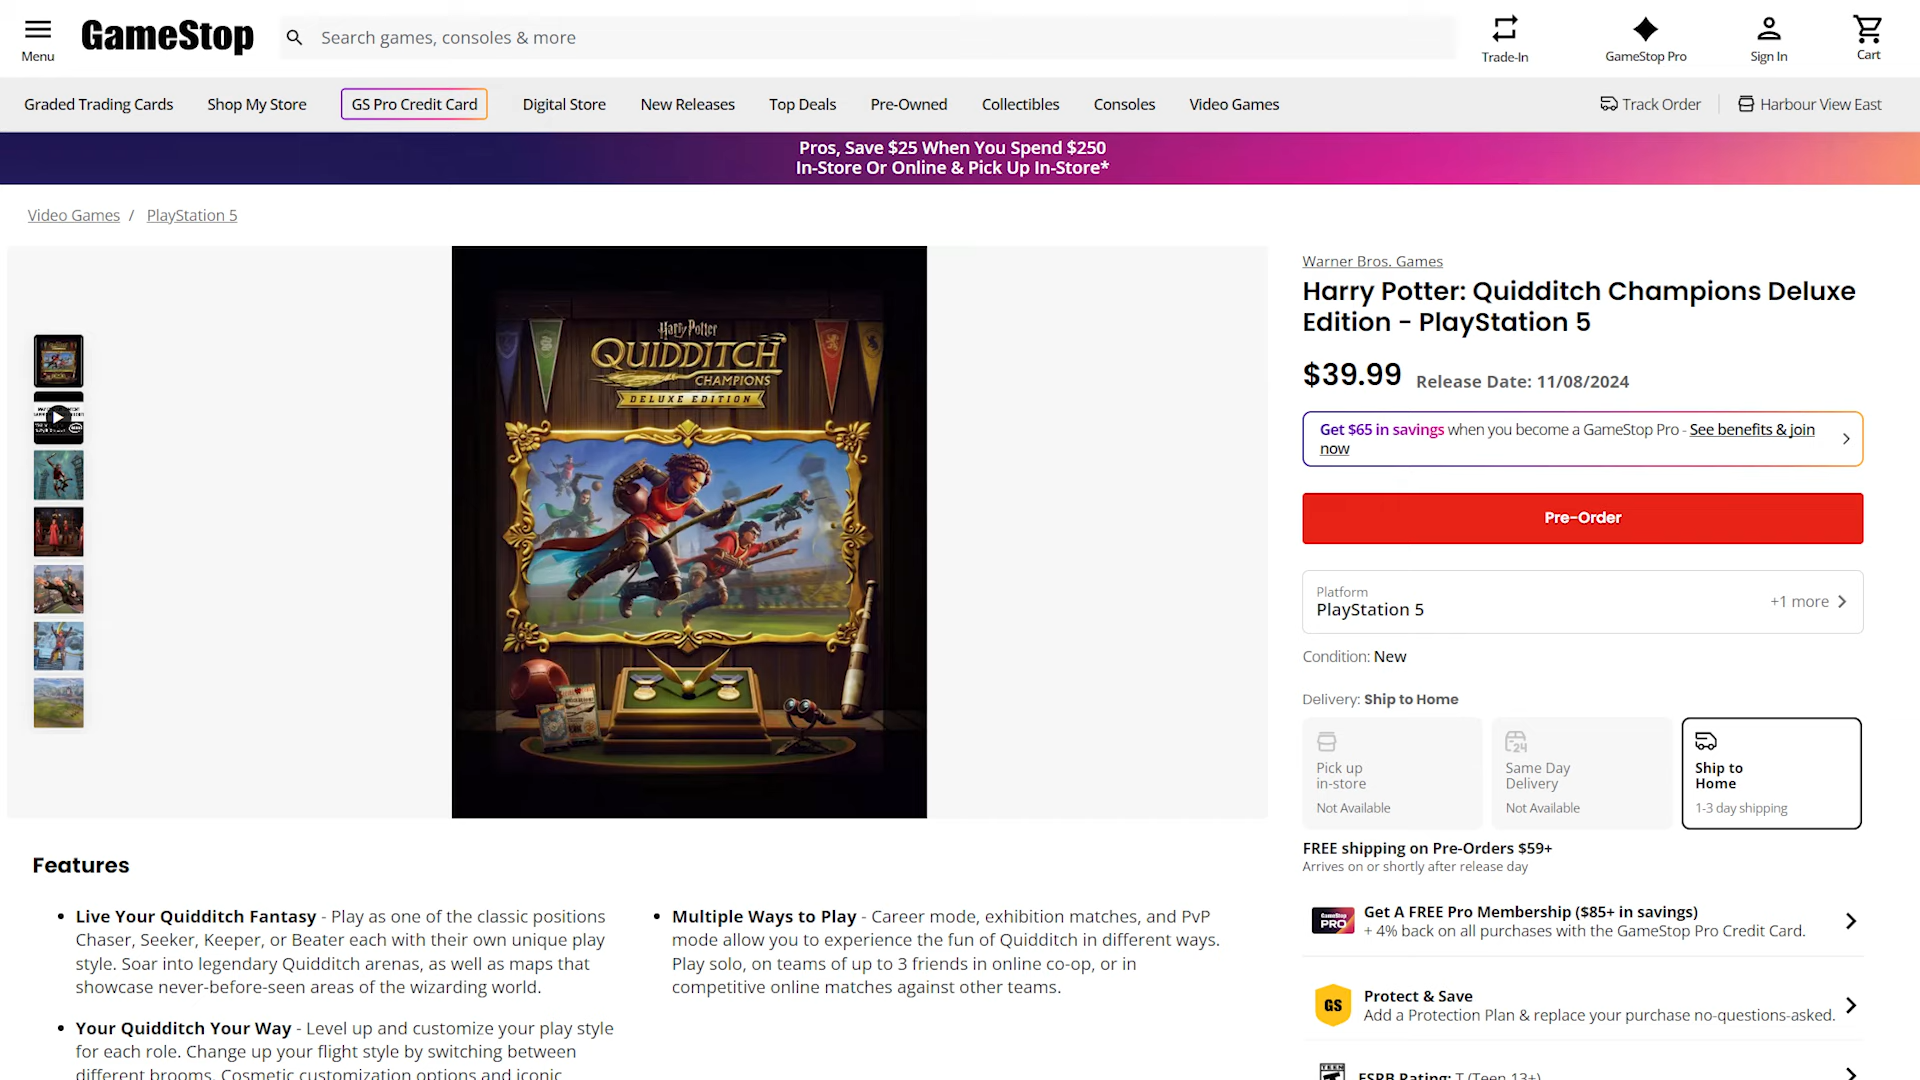 Menu
GameStop
Search games, consoles & more
Trade-In
GameStop Pro
Sign In
Cart
Graded Trading Cards
Shop My Store
GS Pro Credit Card
Digital Store
New Releases
Top Deals
Pre-Owned
Collectibles
Consoles
Video Games
Track Order
Harbour View East
Pros, Save $25 When You Spend $250
In-Store Or Online & Pick Up In-Store*
Video Games / PlayStation 5
Harry Potter
QUIDDITCH
CHAMPIONS
DELUXE EDITION
Warner Bros. Games
Harry Potter: Quidditch Champions Deluxe
Edition - PlayStation 5
$39.99 Release Date: 11/08/2024
Get $65 in savings when you become a GameStop Pro - See benefits & join
now
Pre-Order
Platform
PlayStation 5
+1 more
Condition: New
Delivery: Ship to Home
Pick up
in-store
Not Available
24
Same Day
Delivery
Not Available
Ship to
Home
1-3 day shipping
FREE shipping on Pre-Orders $59+
Arrives on or shortly after release day
GameStop
PRO
Get A FREE Pro Membership ($85+ in savings)
+ 4% back on all purchases with the GameStop Pro Credit Card.
GS
Protect & Save
Add a Protection Plan & replace your purchase no-questions-asked.
TEEN
ESRB Rating: T (Teen 13+)
Features
• Live Your Quidditch Fantasy - Play as one of the classic positions
Chaser, Seeker, Keeper, or Beater each with their own unique play
style. Soar into legendary Quidditch arenas, as well as maps that
showcase never-before-seen areas of the wizarding world.
• Your Quidditch Your Way - Level up and customize your play style
for each role. Change up your flight style by switching between
different brooms. Cosmetic customization options and iconic
• Multiple Ways to Play - Career mode, exhibition matches, and PvP
mode allow you to experience the fun of Quidditch in different ways.
Play solo, on teams of up to 3 friends in online co-op, or in
competitive online matches against other teams.